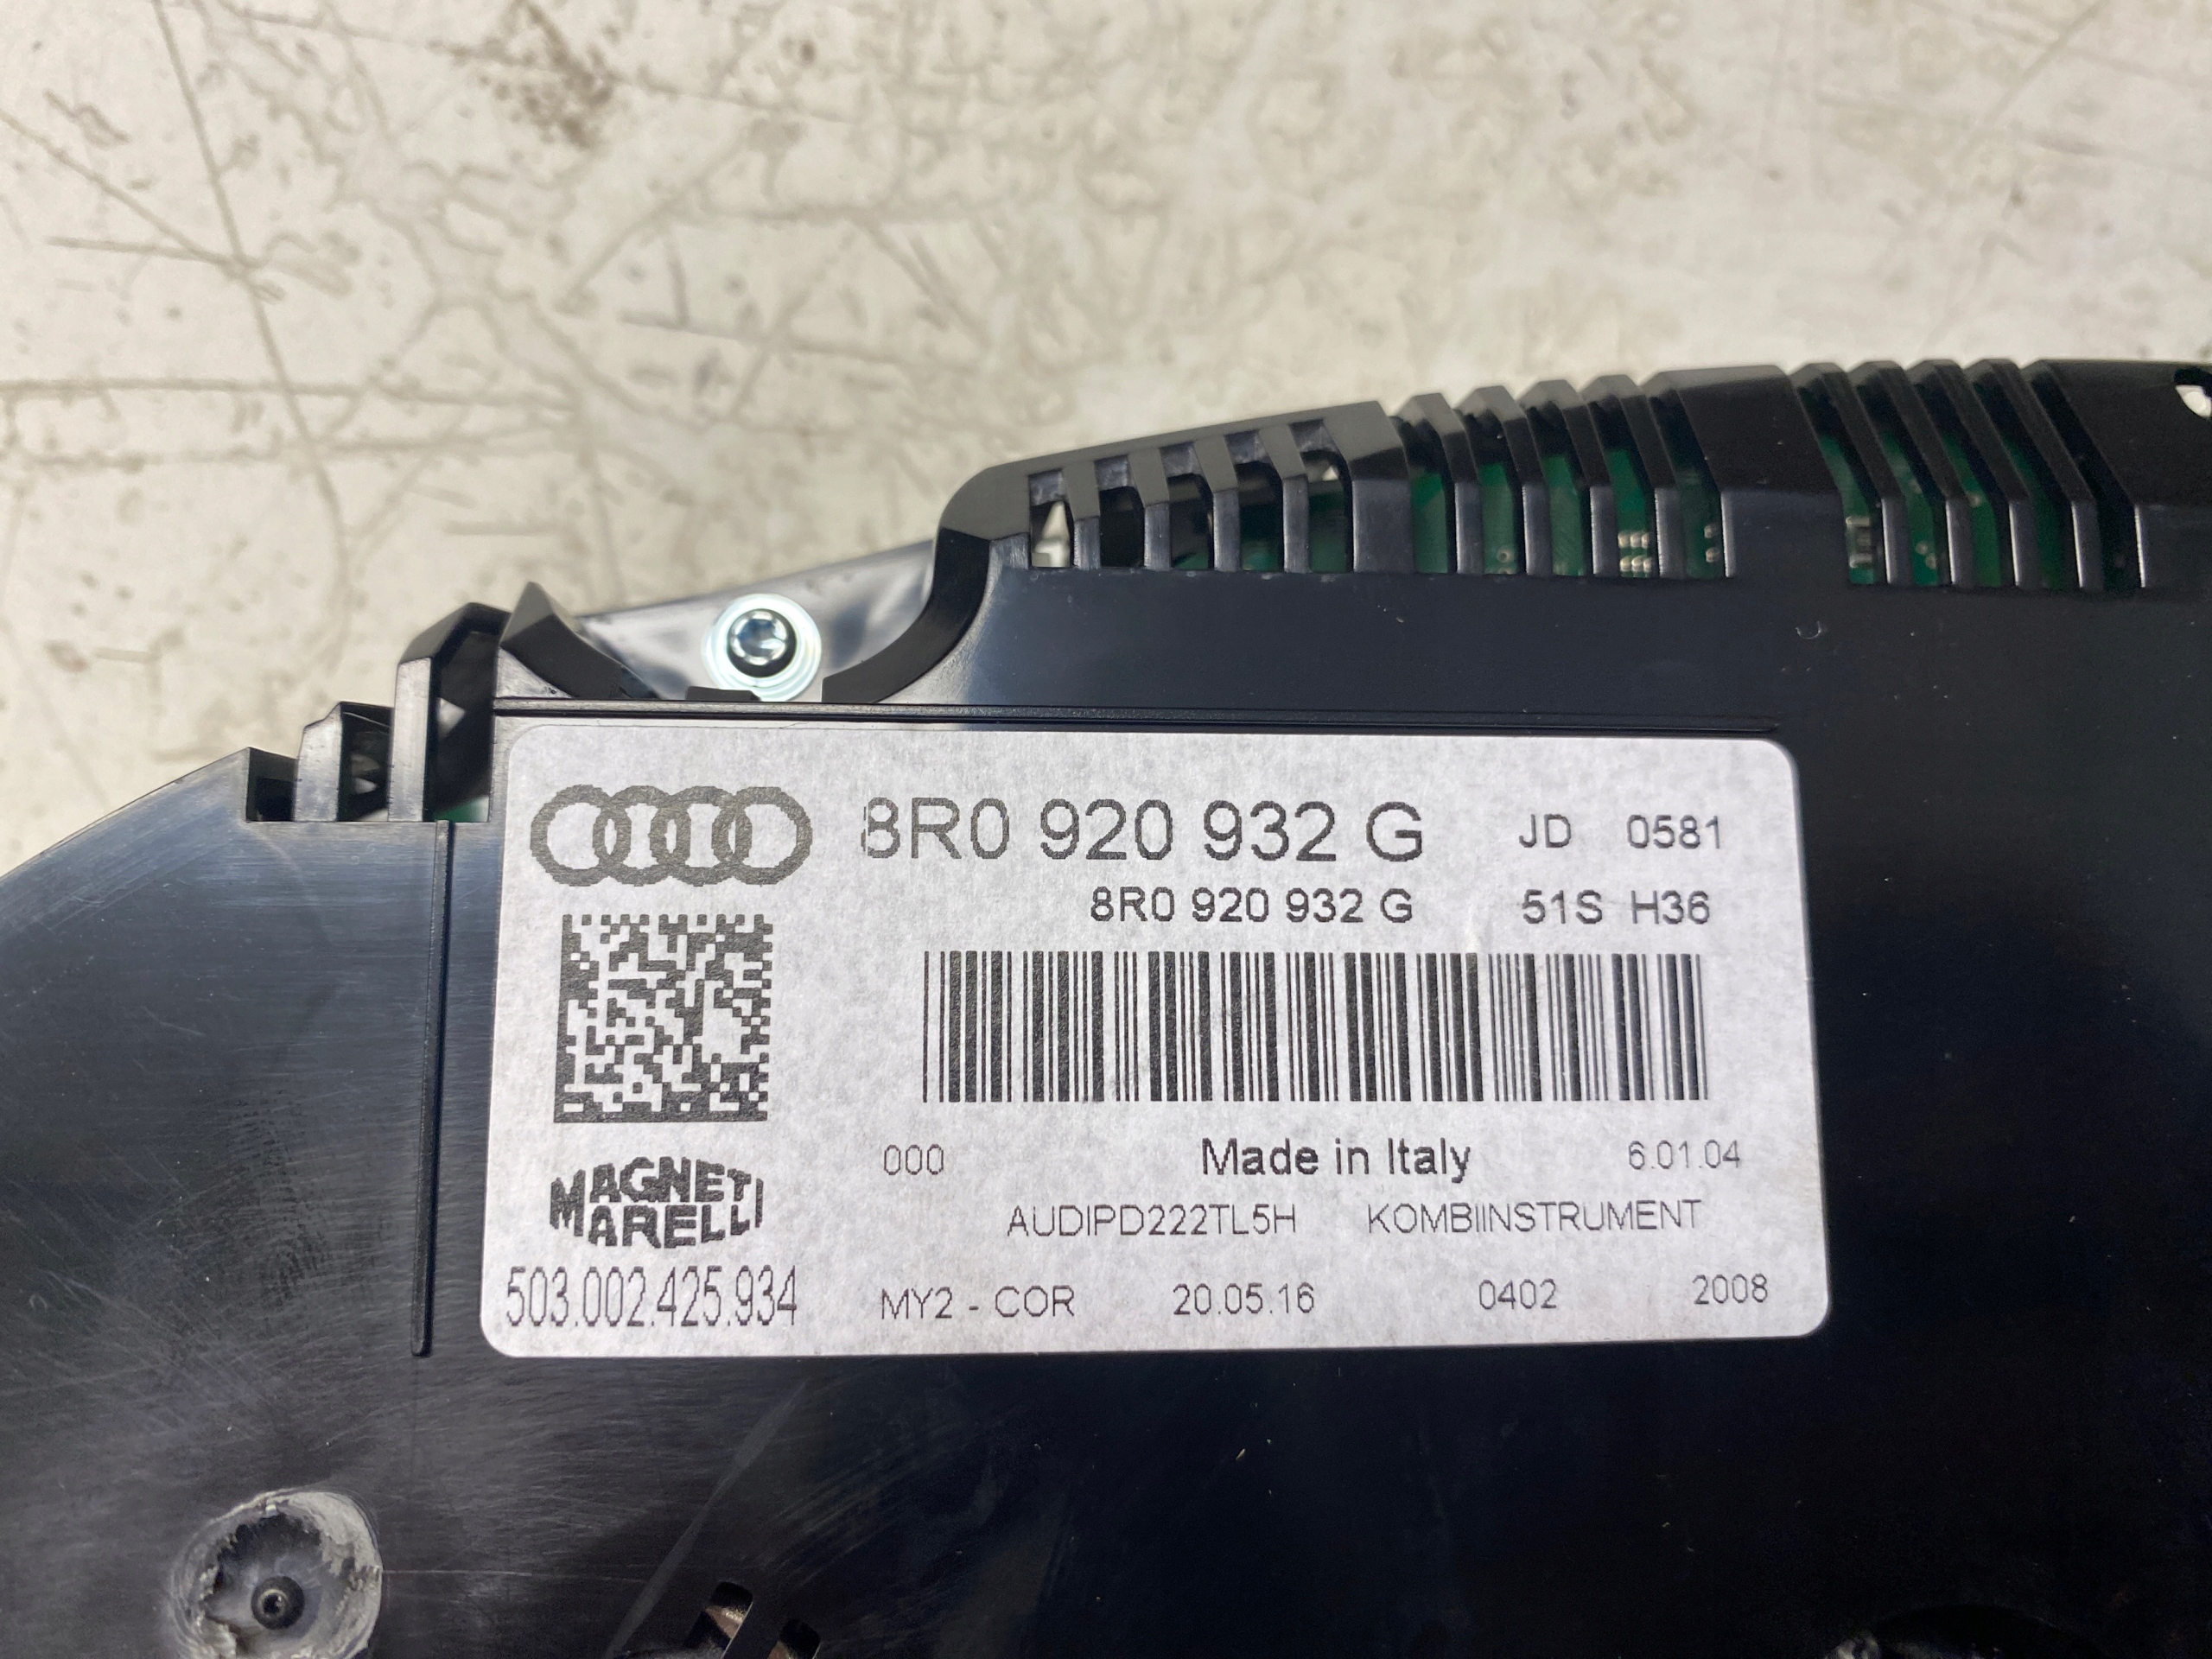 8R0 920 932 G JD 0581
8R0 920 932 G 51S H36
000 Made in Italy 6.01.04
MAGNETI
MARELLI
AUDIPD222TL5H KOMBIINSTRUMENT
503.002.425.934 MY2 - COR 20.05.16 0402 2008